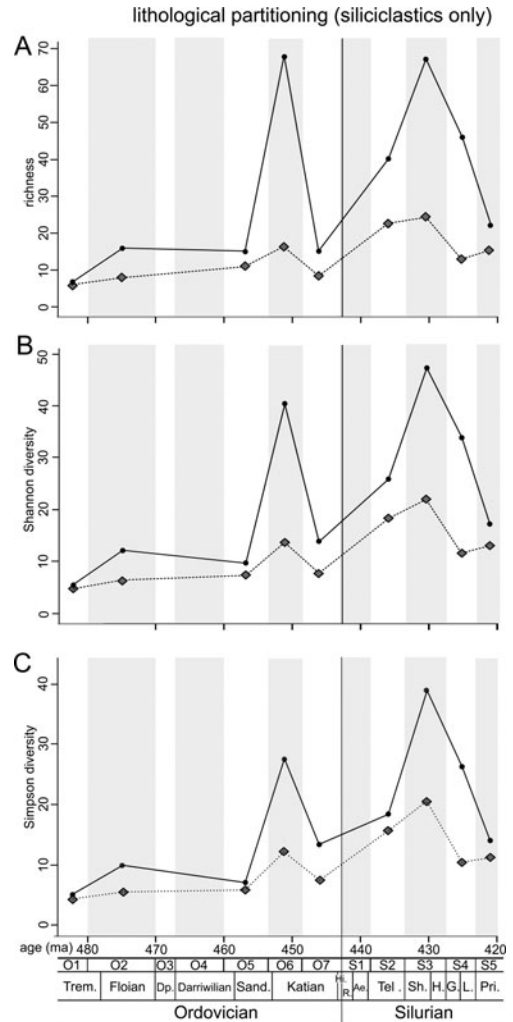 lithological partitioning (siliciclastics only)
A
richness
70
60
50
40
30
20
10
0
B
Shannon diversity
50
40
30
20
10
0
C
Simpson diversity
40
30
20
10
0
age (ma) 480 470 460 450 440 430 420
O1 O2 O3 O4 O5 O6 O7 S1 S2 S3 S4 S5
Trem. Floian Dp. Darriwilian Sand. Katian Hi. R. Ae. Tel . Sh. H. G. L. Pri.
Ordovician Silurian